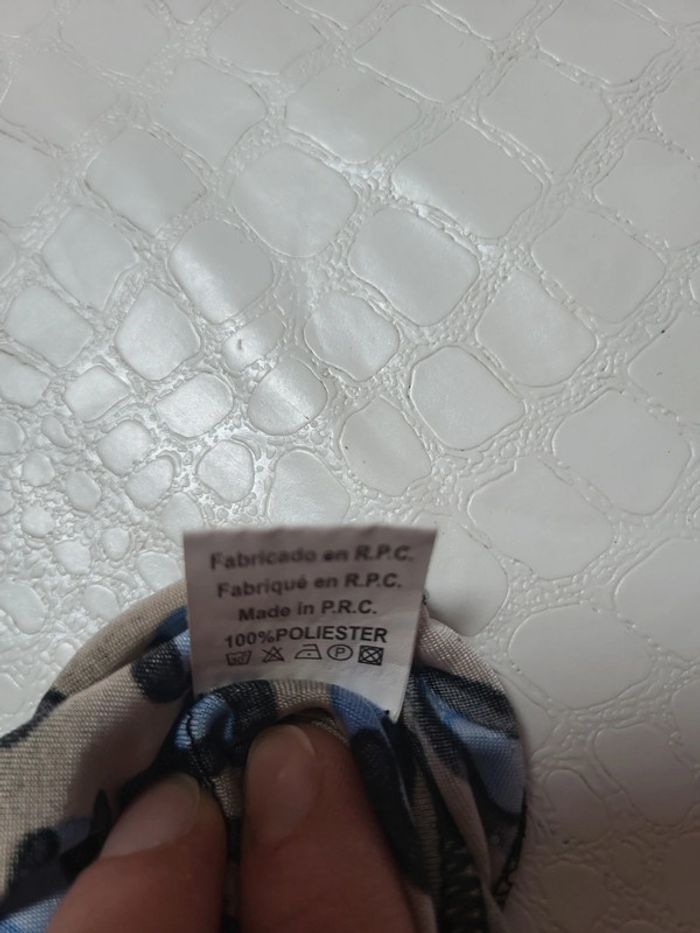 Fabricado en R.P.C.
Fabriqué en R.P.C.
Made in P.R.C.
100%POLIESTER
P